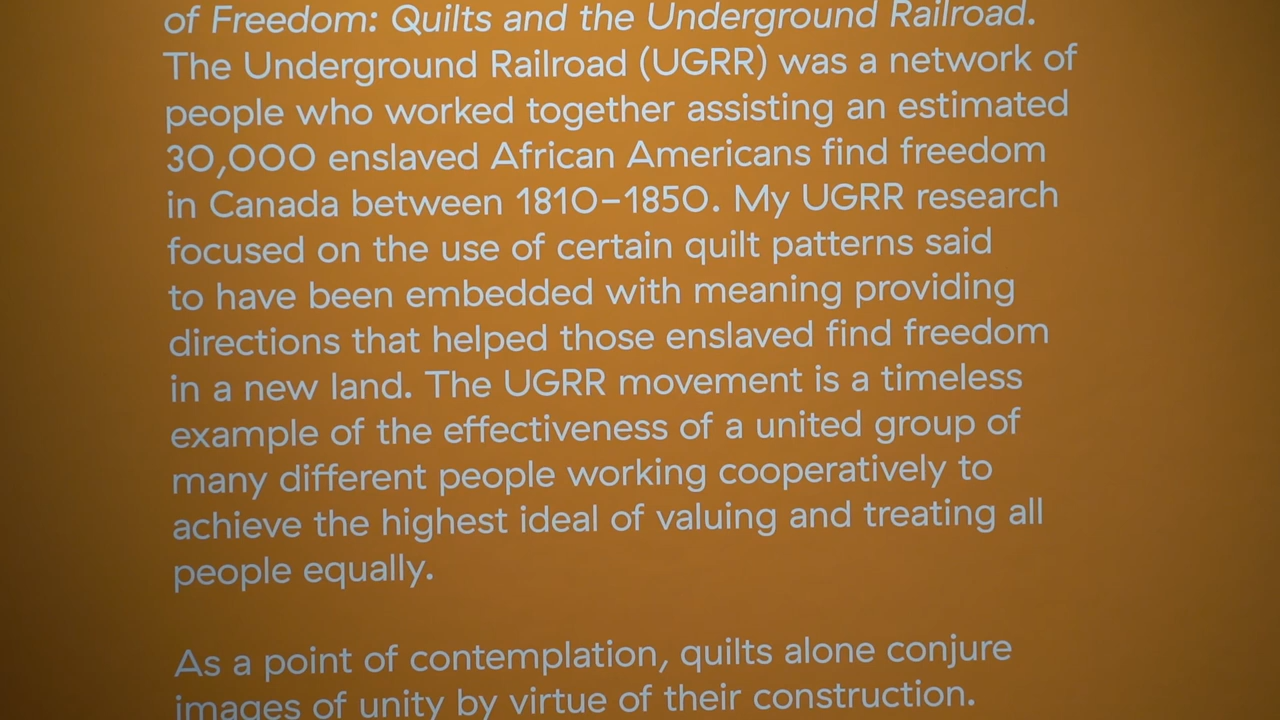 of Freedom: Quilts and the Underground Railroad.
The Underground Railroad (UGRR) was a network of
people who worked together assisting an estimated
30,000 enslaved African Americans find freedom
in Canada between 1810–1850. My UGRR research
focused on the use of certain quilt patterns said
to have been embedded with meaning providing
directions that helped those enslaved find freedom
in a new land. The UGRR movement is a timeless
example of the effectiveness of a united group of
many different people working cooperatively to
achieve the highest ideal of valuing and treating all
people equally.
As a point of contemplation, quilts alone conjure
images of unity by virtue of their construction.